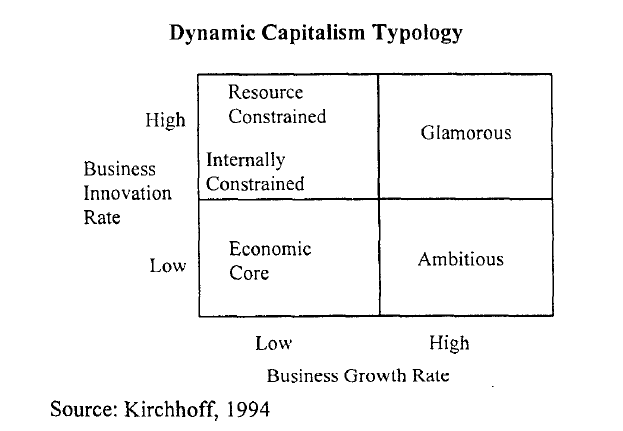 Dynamic Capitalism Typology
Resource
Constrained
High
Glamorous
Internally
Constrained
Business
Innovation
Rate
Economic
Core
Ambitious
Low
Low
High
Business Growth Rate
Source: Kirchhoff, 1994